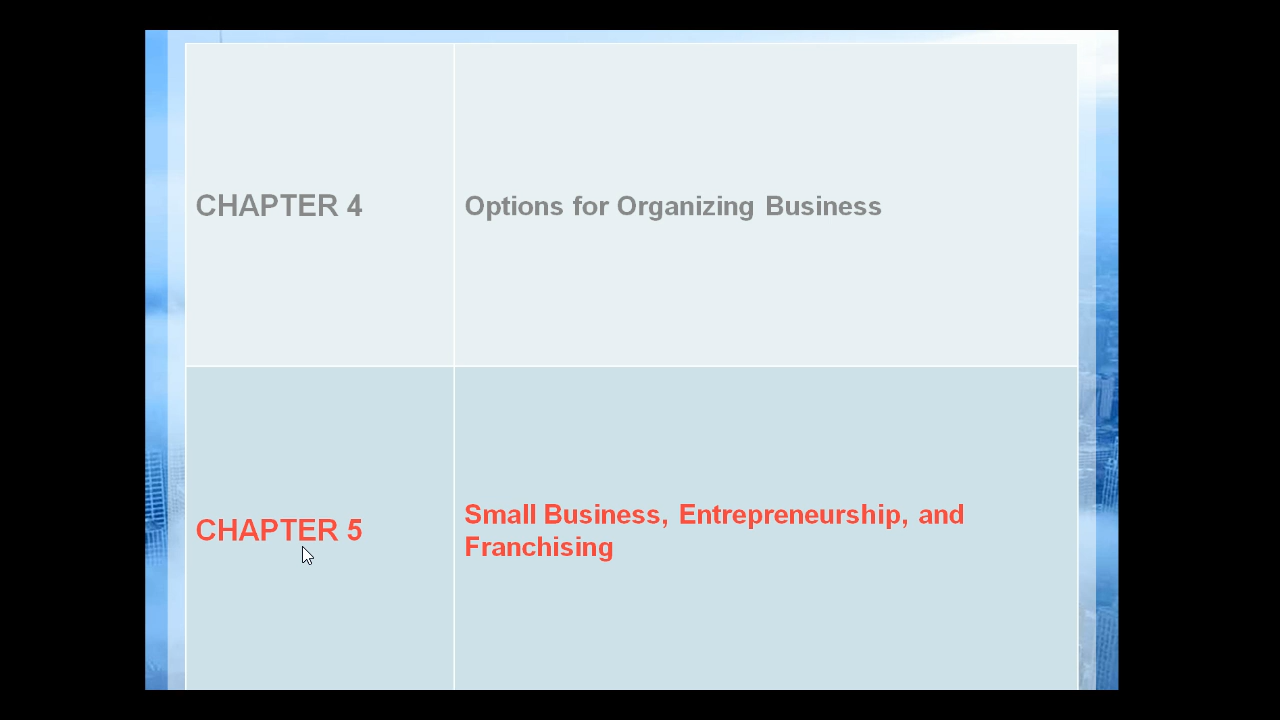 CHAPTER 4
Options for Organizing Business
CHAPTER 5
Small Business, Entrepreneurship, and
Franchising